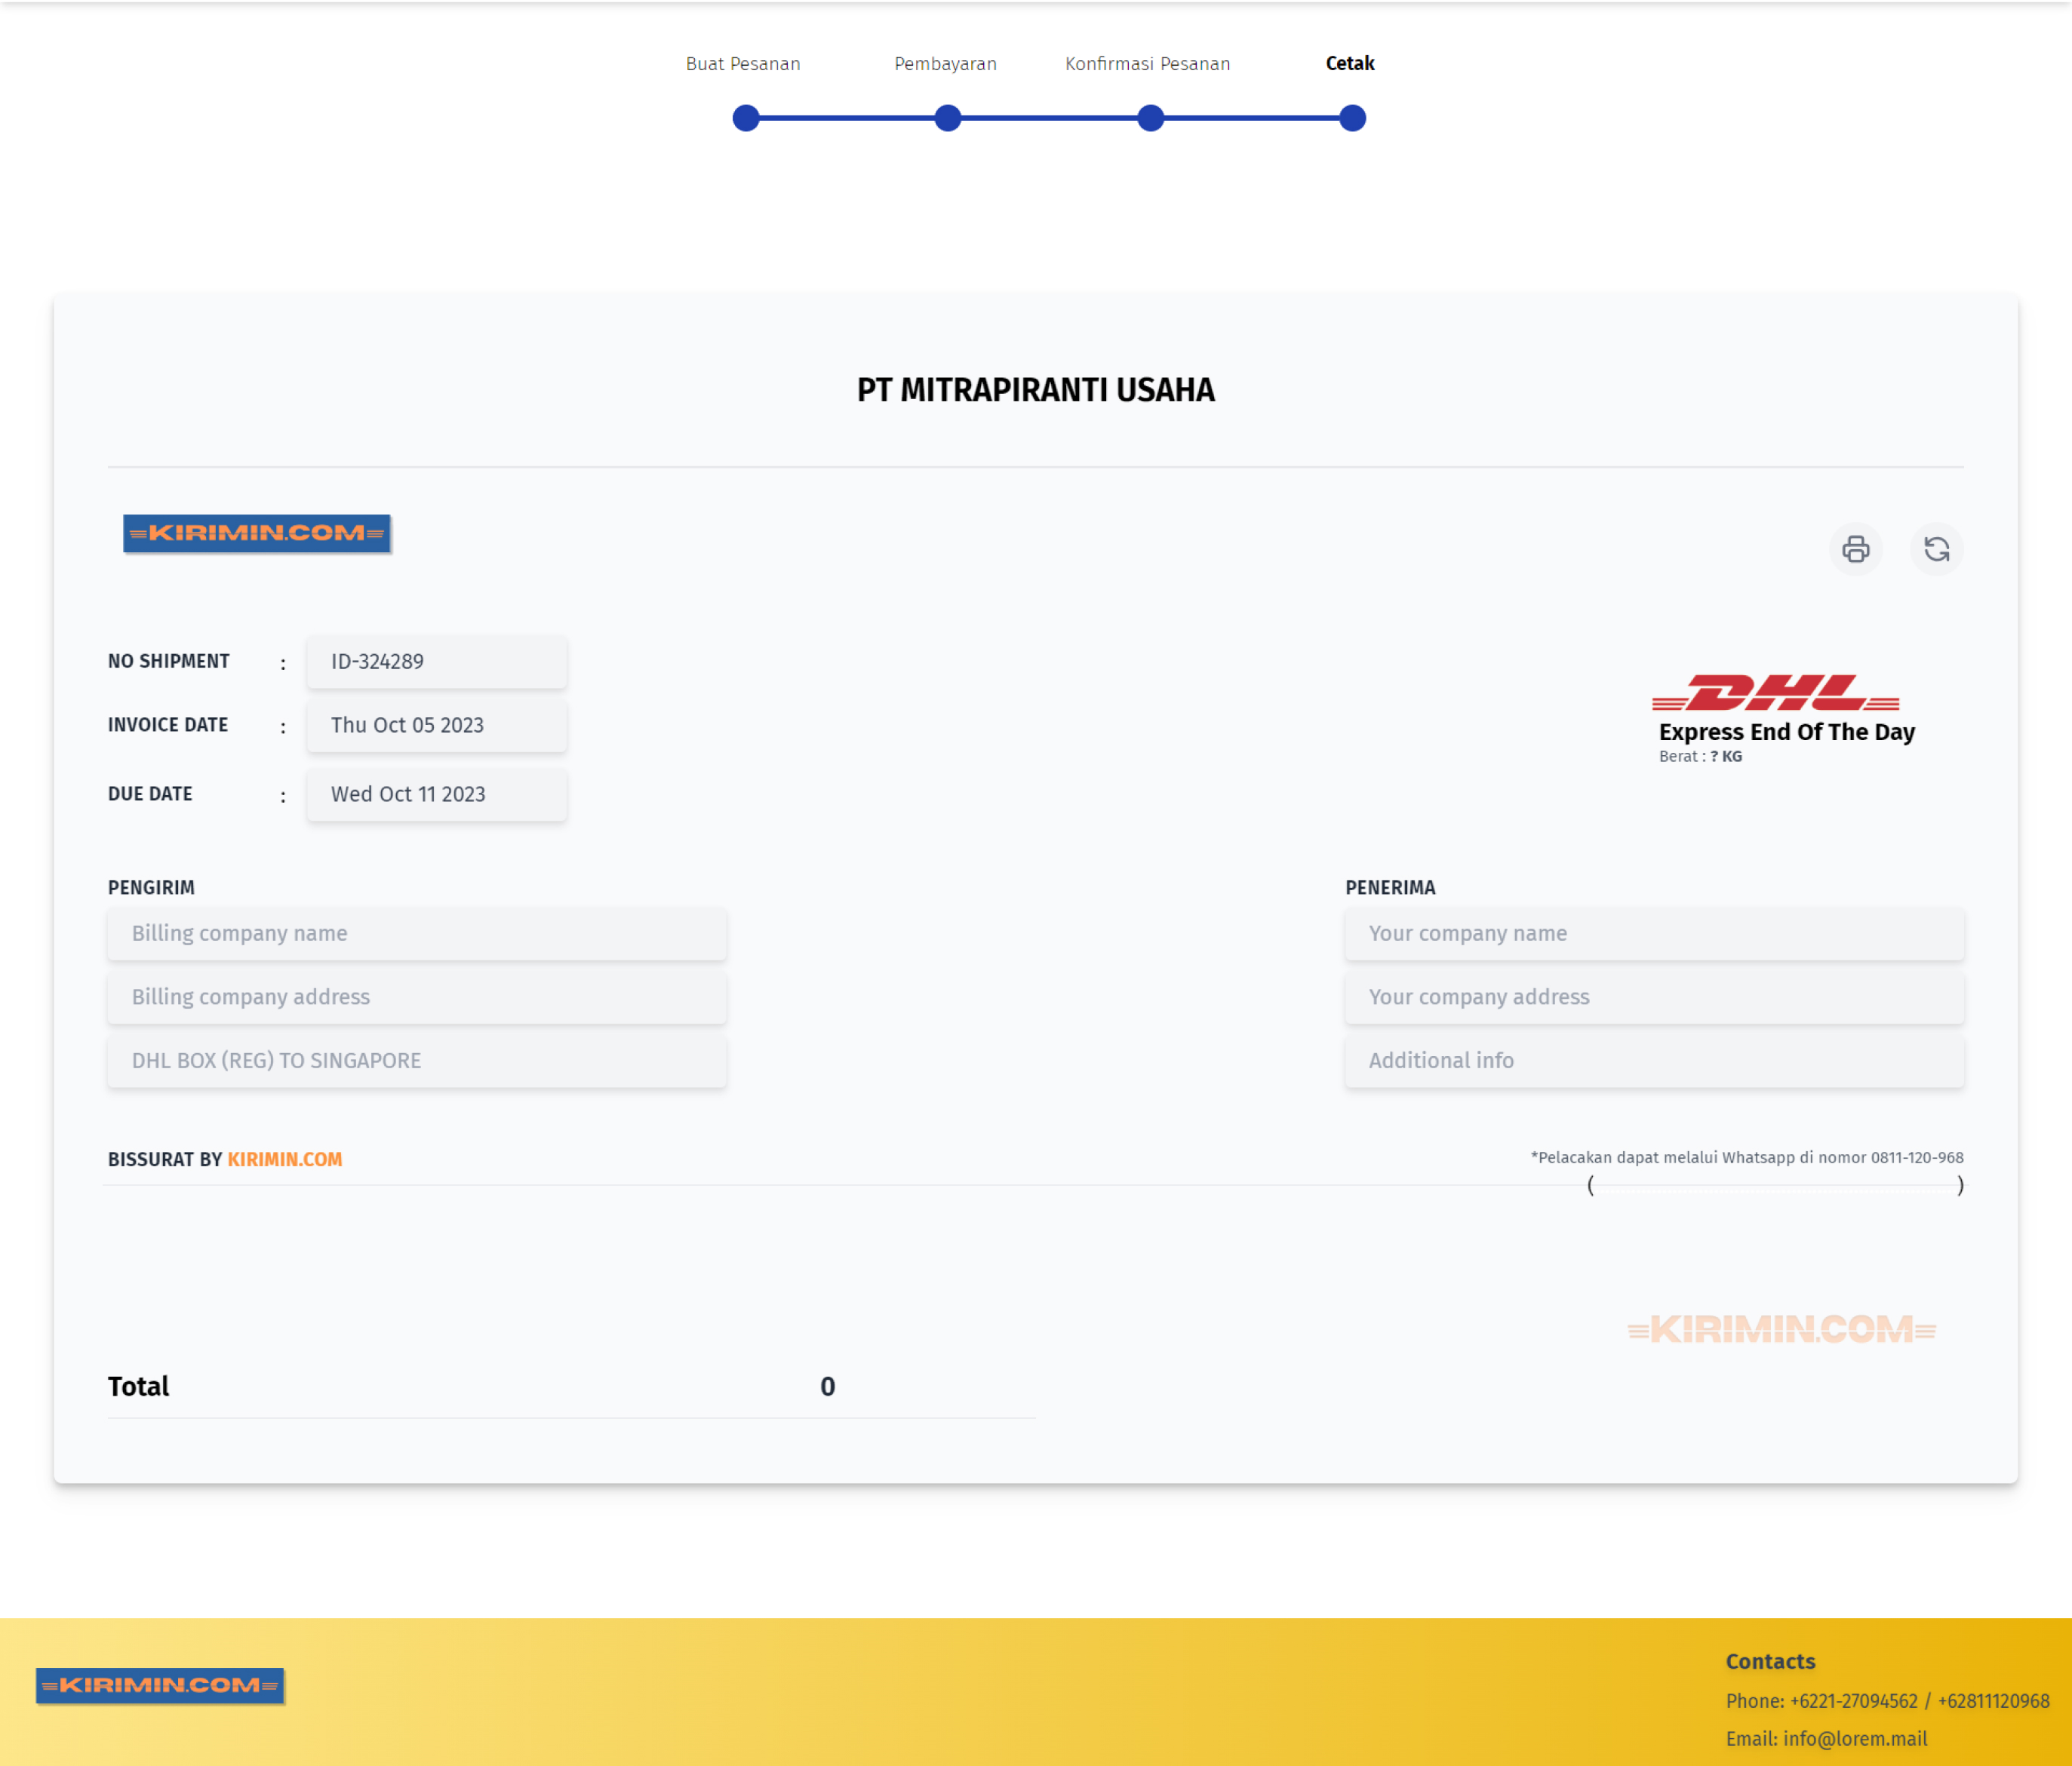 Buat Pesanan Pembayaran Konfirmasi Pesanan Cetak
PT MITRAPIRANTI USAHA
KIRIMIN.COM
NO SHIPMENT : ID-324289
INVOICE DATE : Thu Oct 05 2023
DUE DATE : Wed Oct 11 2023
DHL
Express End Of The Day
Berat : ? KG
PENGIRIM
Billing company name
Billing company address
DHL BOX (REG) TO SINGAPORE
PENERIMA
Your company name
Your company address
Additional info
BISSURAT BY KIRIMIN.COM
*Pelacakan dapat melalui Whatsapp di nomor 0811-120-968
( )
KIRIMIN.COM
Total 0
KIRIMIN.COM
Contacts
Phone: +6221-27094562 / +62811120968
Email: info@lorem.mail